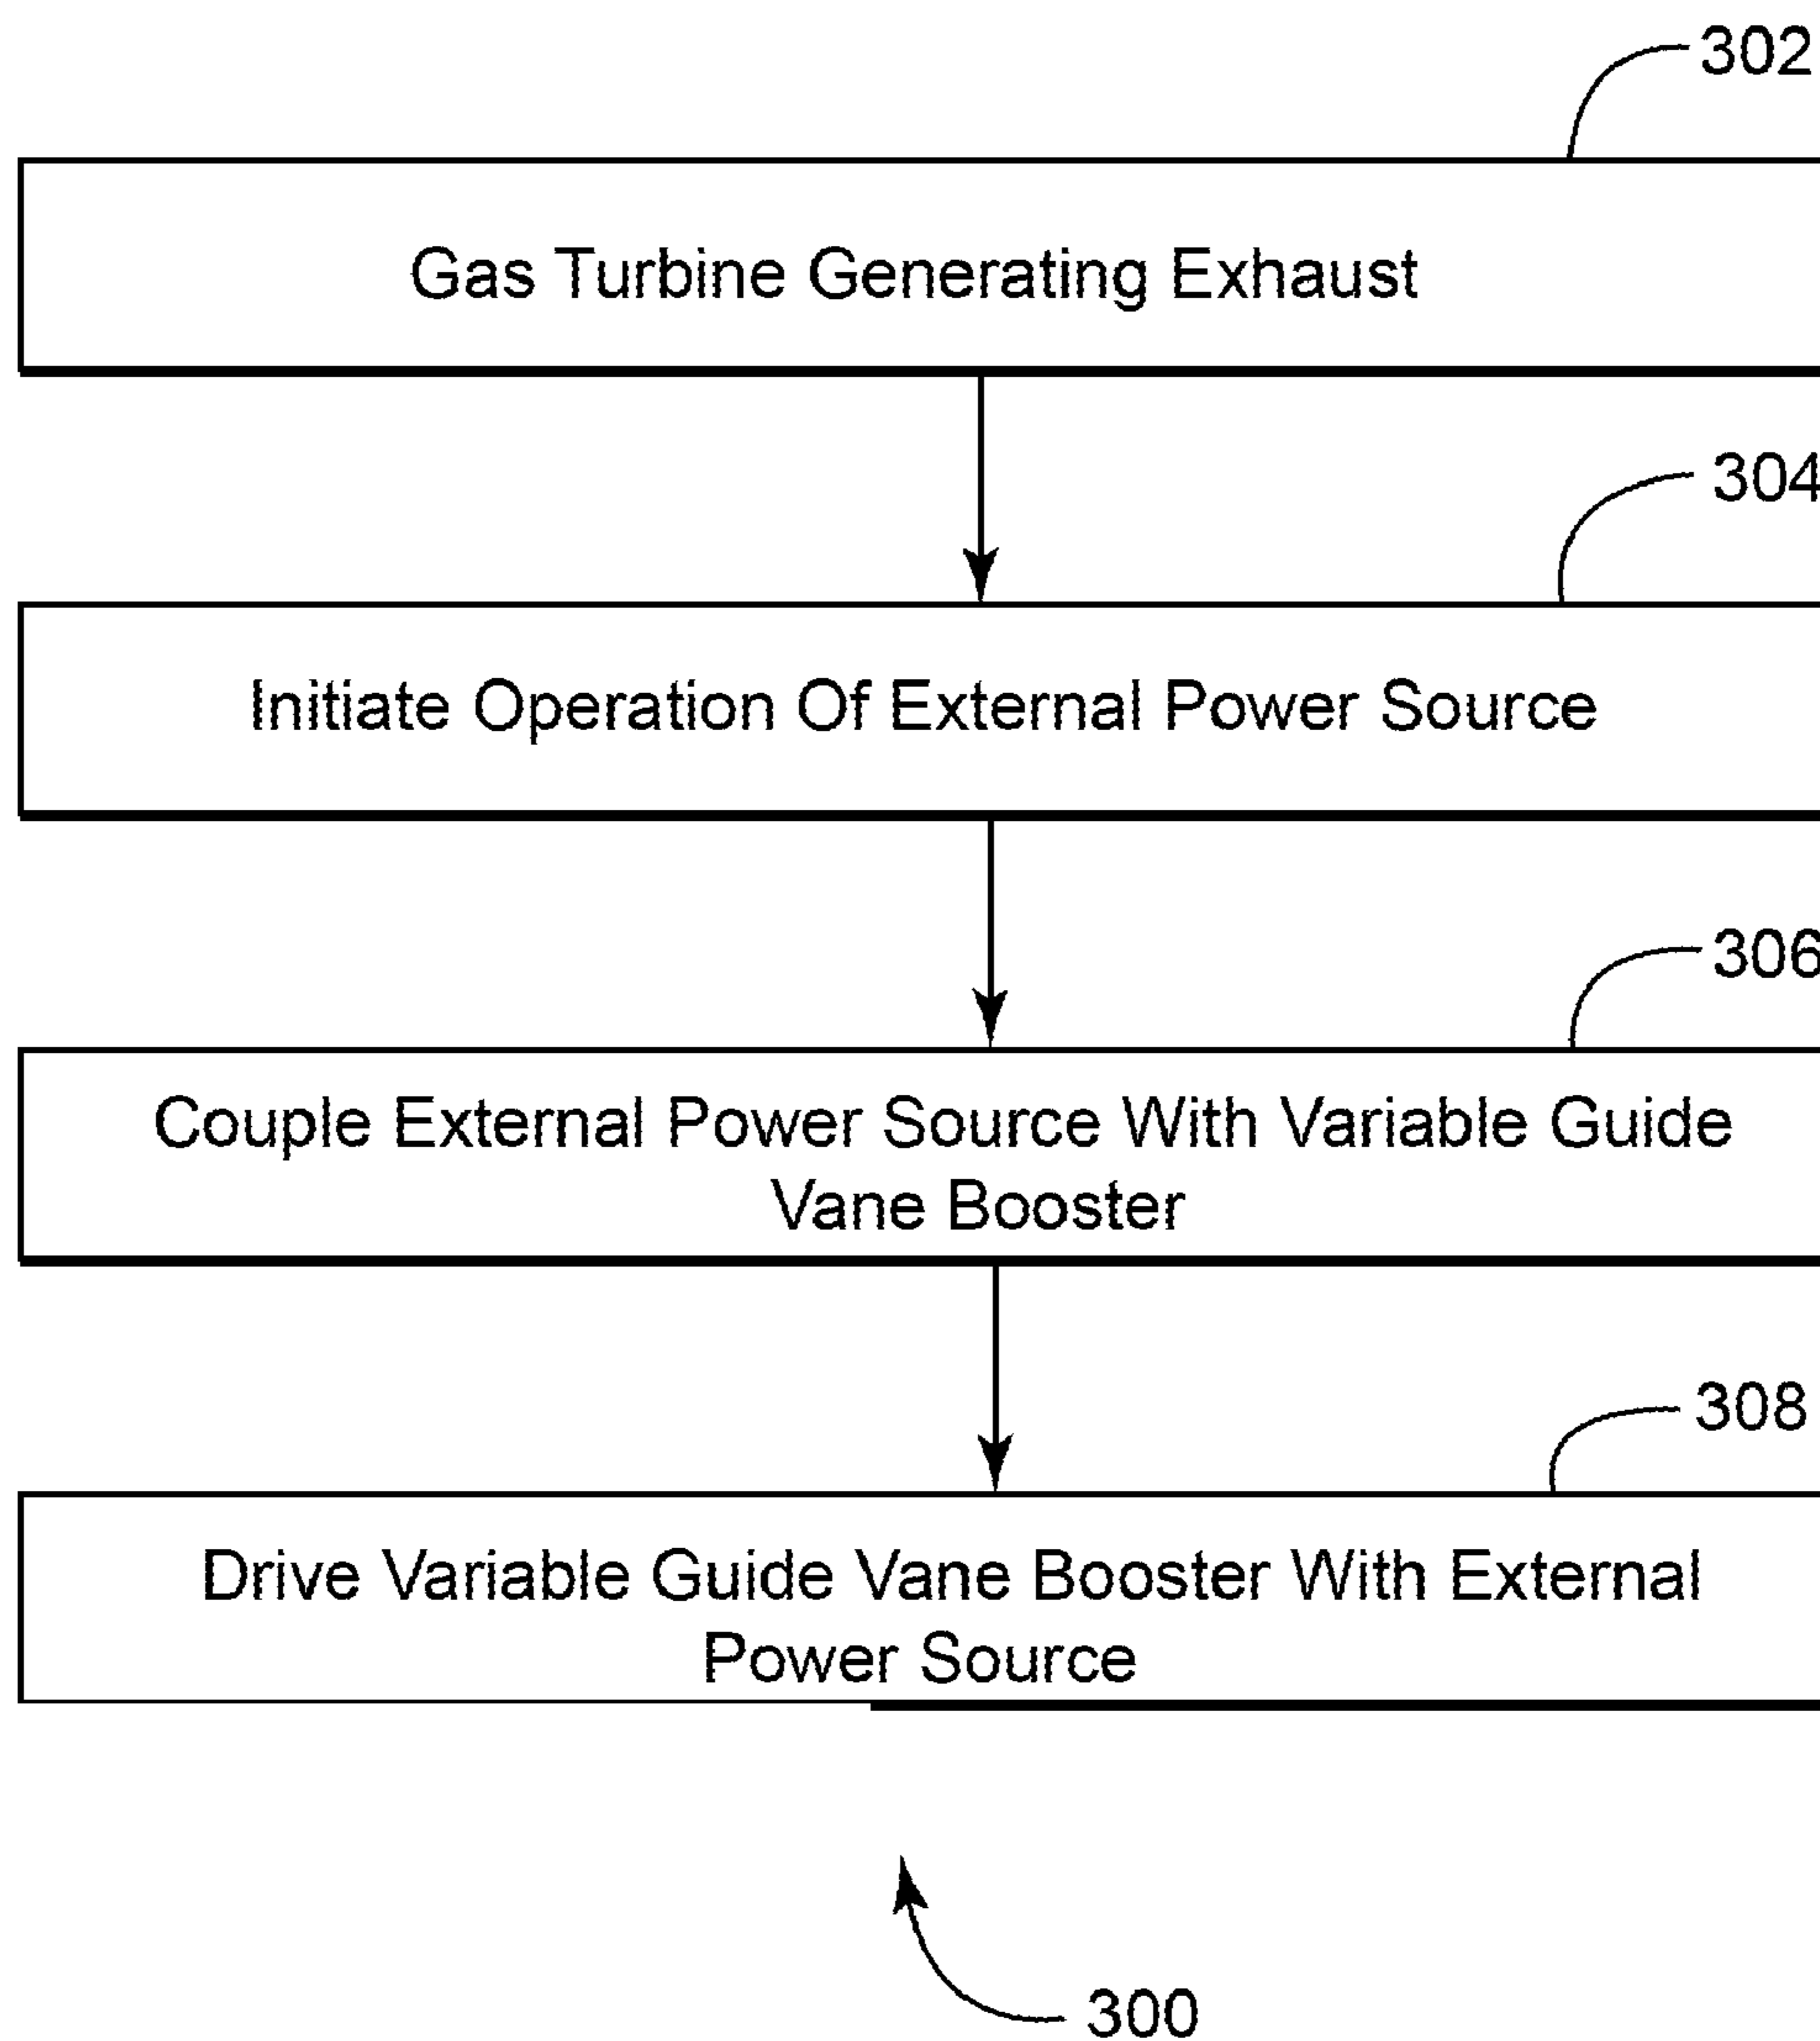 302
Gas Turbine Generating Exhaust
304
Initiate Operation Of External Power Source
306
Couple External Power Source With Variable Guide
Vane Booster
308
Drive Variable Guide Vane Booster With External
Power Source
300